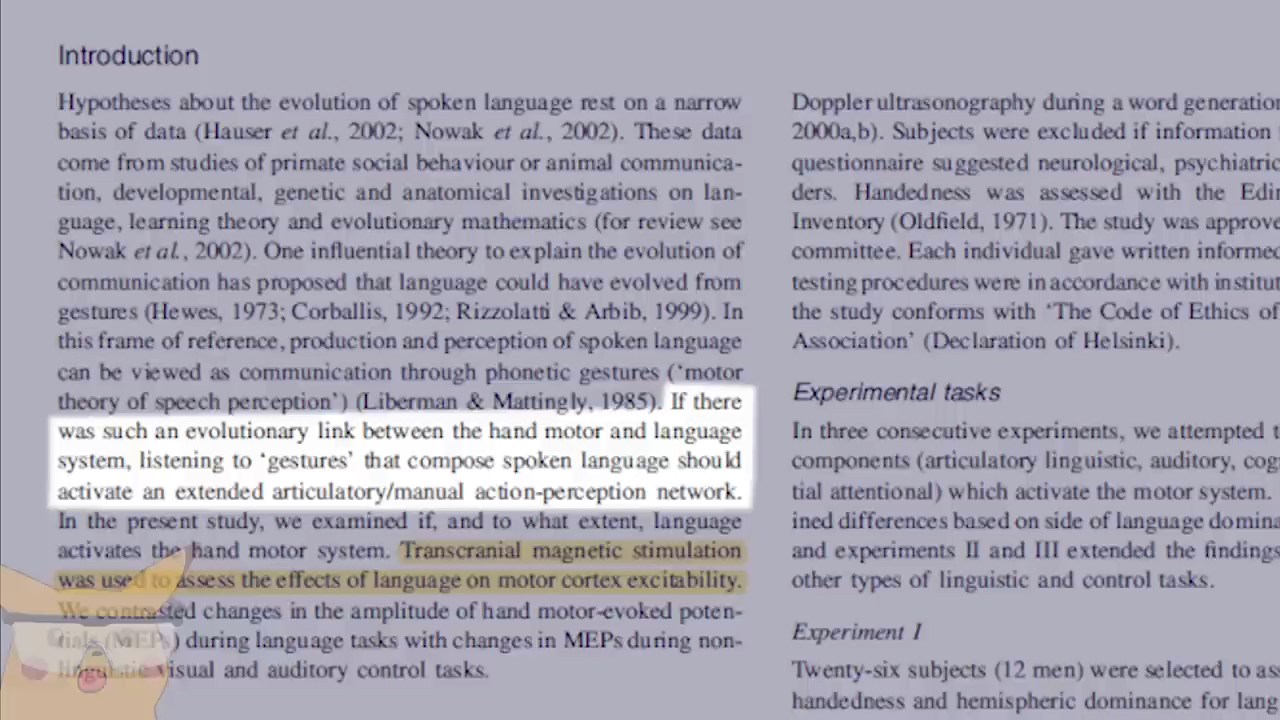 Introduction
Hypotheses about the evolution of spoken language rest on a narrow
basis of data (Hauser et al., 2002; Nowak et al., 2002). These data
come from studies of primate social behaviour or animal communica-
tion, developmental, genetic and anatomical investigations on lan-
guage, learning theory and evolutionary mathematics (for review see
Nowak et al., 2002). One influential theory to explain the evolution of
communication has proposed that language could have evolved from
gestures (Hewes, 1973; Corballis, 1992; Rizzolatti & Arbib, 1999). In
this frame of reference, production and perception of spoken language
can be viewed as communication through phonetic gestures (‘motor
theory of speech perception’) (Liberman & Mattingly, 1985). If there
was such an evolutionary link between the hand motor and language
system, listening to ‘gestures’ that compose spoken language should
activate an extended articulatory/manual action-perception network.
In the present study, we examined if, and to what extent, language
activates the hand motor system. Transcranial magnetic stimulation
was used to assess the effects of language on motor cortex excitability.
We contrasted changes in the amplitude of hand motor-evoked poten-
tials (MEPs) during language tasks with changes in MEPs during non-
linguistic visual and auditory control tasks.
Doppler ultrasonography during a word generation
2000a,b). Subjects were excluded if information
questionnaire suggested neurological, psychiatric
ders. Handedness was assessed with the Edi
Inventory (Oldfield, 1971). The study was approve
committee. Each individual gave written informed
testing procedures were in accordance with institut
the study conforms with ‘The Code of Ethics of
Association’ (Declaration of Helsinki).
Experimental tasks
In three consecutive experiments, we attempted t
components (articulatory linguistic, auditory, cog
tial attentional) which activate the motor system.
ined differences based on side of language domina
and experiments II and III extended the findings
other types of linguistic and control tasks.
Experiment I
Twenty-six subjects (12 men) were selected to as
handedness and hemispheric dominance for lang